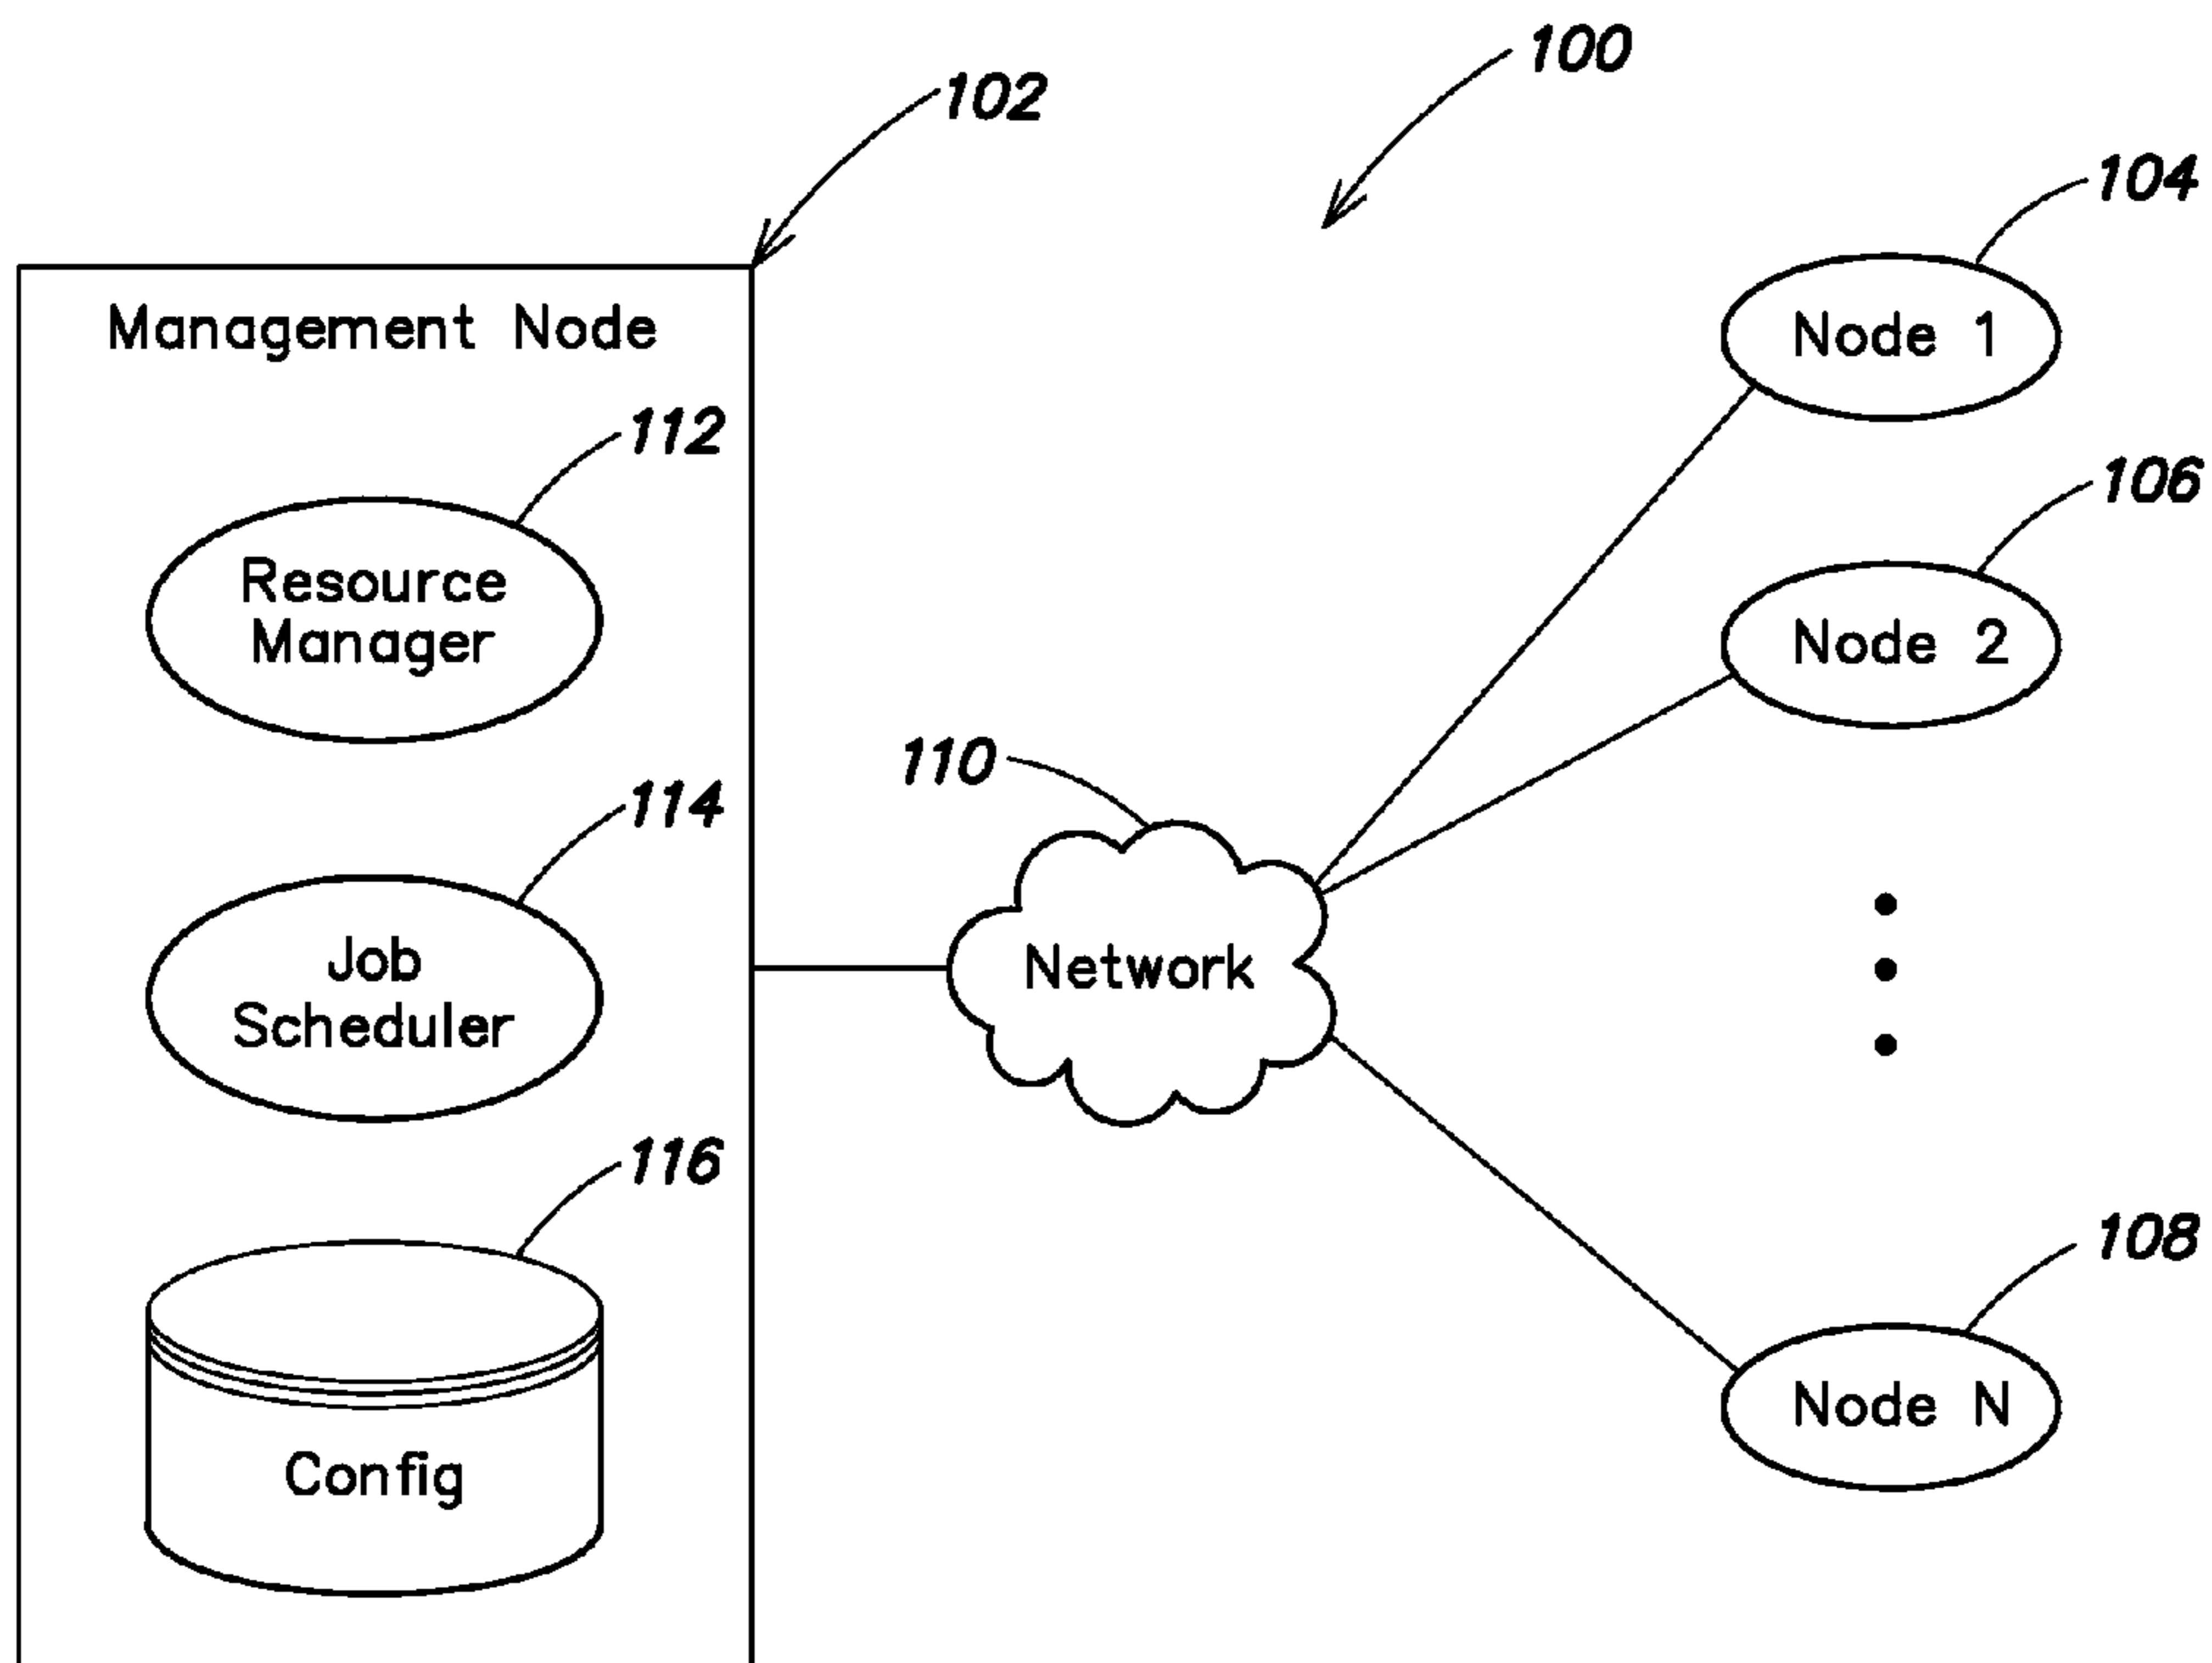 100
102
104
Management Node
Node 1
112
106
Resource
Manager
Node 2
110
114
Job
Scheduler
Network
116
108
Config
Node N